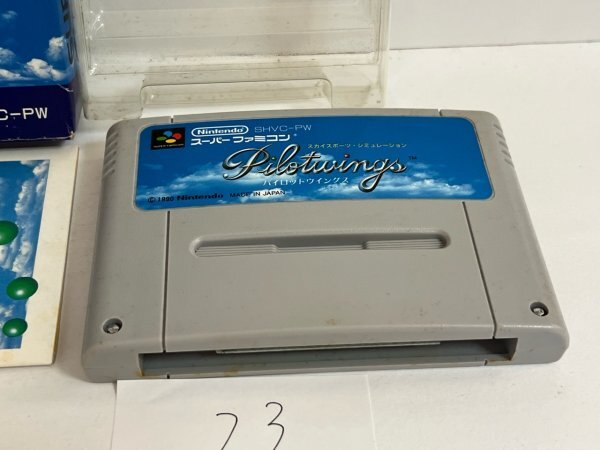 C-PW
Nintendo SHVC-PW
スーパーファミコン
スカイスポーツ・シミュレーション
Pilotwings™
パイロットウイングス
© 1990 Nintendo MADE IN JAPAN
23